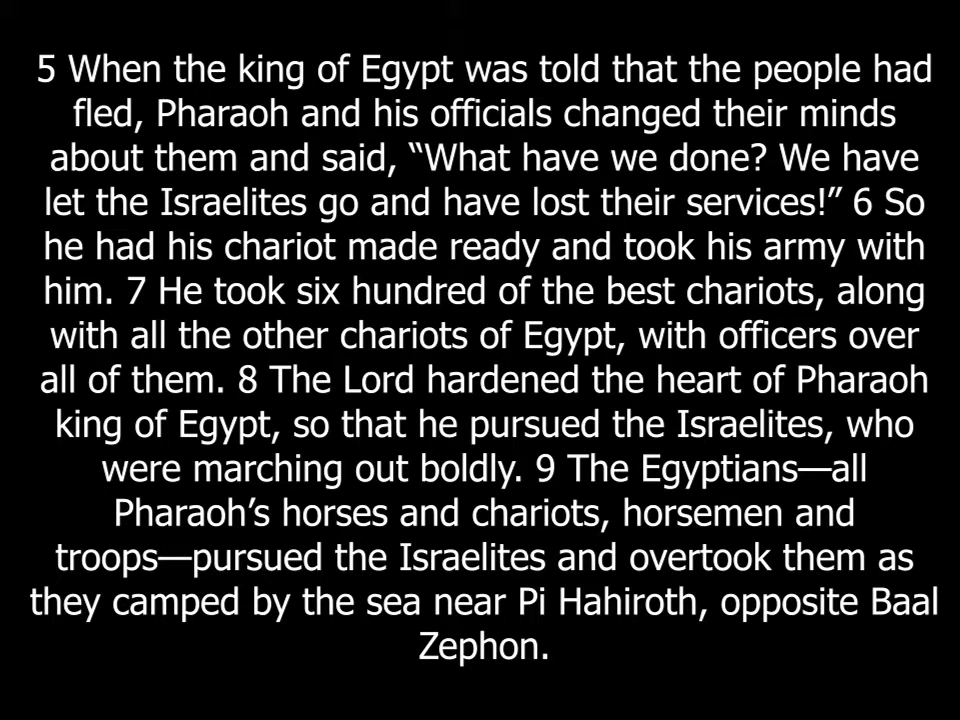 5 When the king of Egypt was told that the people had
fled, Pharaoh and his officials changed their minds
about them and said, “What have we done? We have
let the Israelites go and have lost their services!” 6 So
he had his chariot made ready and took his army with
him. 7 He took six hundred of the best chariots, along
with all the other chariots of Egypt, with officers over
all of them. 8 The Lord hardened the heart of Pharaoh
king of Egypt, so that he pursued the Israelites, who
were marching out boldly. 9 The Egyptians—all
Pharaoh’s horses and chariots, horsemen and
troops—pursued the Israelites and overtook them as
they camped by the sea near Pi Hahiroth, opposite Baal
Zephon.